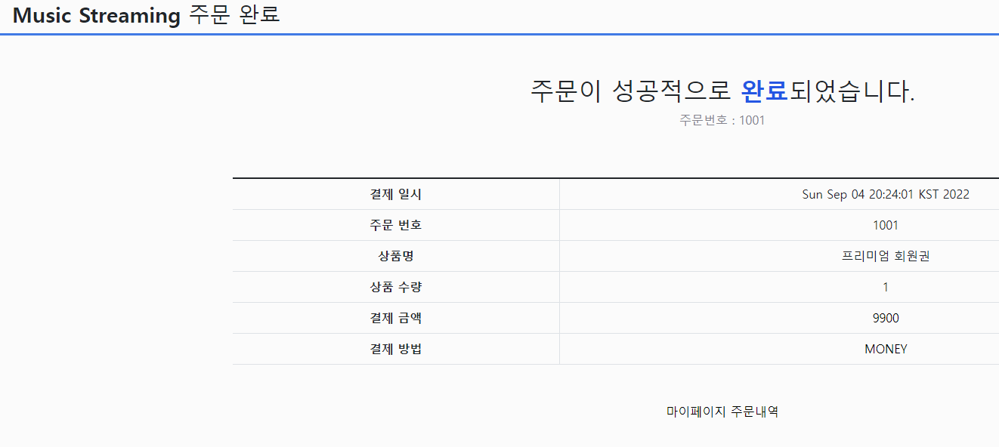 Music Streaming 주문 완료
주문이 성공적으로 완료되었습니다.
주문번호 : 1001
결제 일시 Sun Sep 04 20:24:01 KST 2022
주문 번호 1001
상품명 프리미엄 회원권
상품 수량 1
결제 금액 9900
결제 방법 MONEY
마이페이지 주문내역